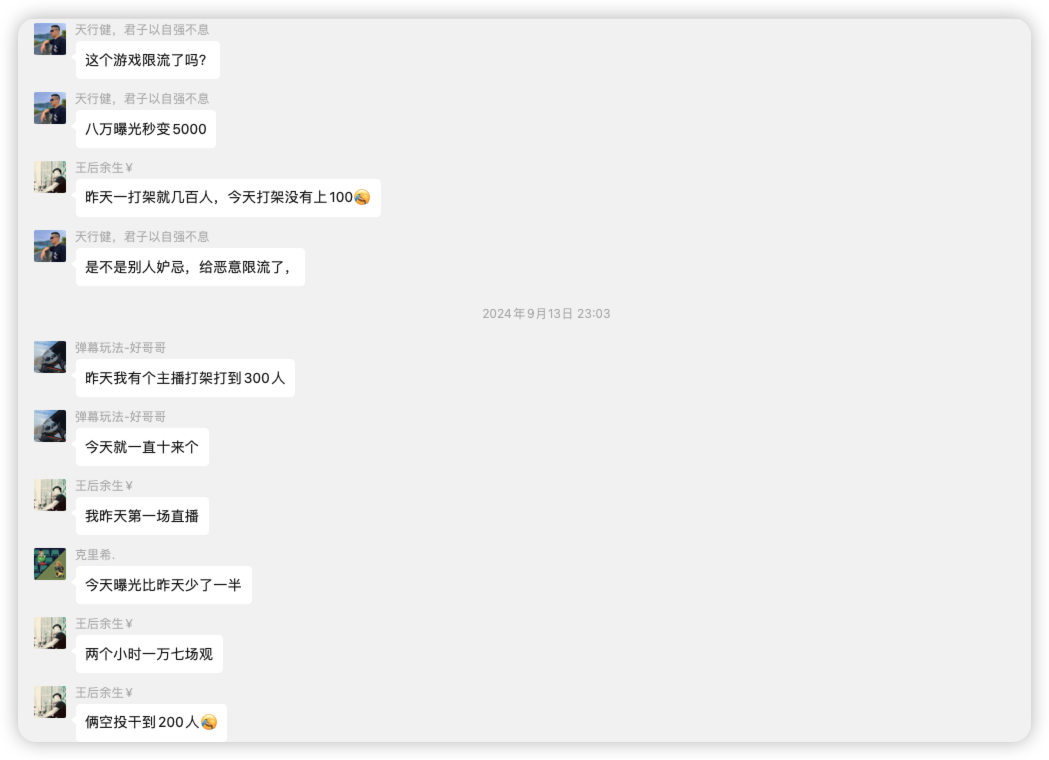 天行健，君子以自强不息
这个游戏限流了吗?
天行健，君子以自强不息
八万曝光秒变5000
王后余生¥
昨天一打架就几百人，今天打架没有上100
天行健，君子以自强不息
是不是别人妒忌，给恶意限流了，
2024年9月13日 23:03
弹幕玩法-好哥哥
昨天我有个主播打架打到300人
弹幕玩法-好哥哥
今天就一直十来个
王后余生¥
我昨天第一场直播
克里希.
今天曝光比昨天少了一半
王后余生¥
两个小时一万七场观
王后余生¥
俩空投干到200人